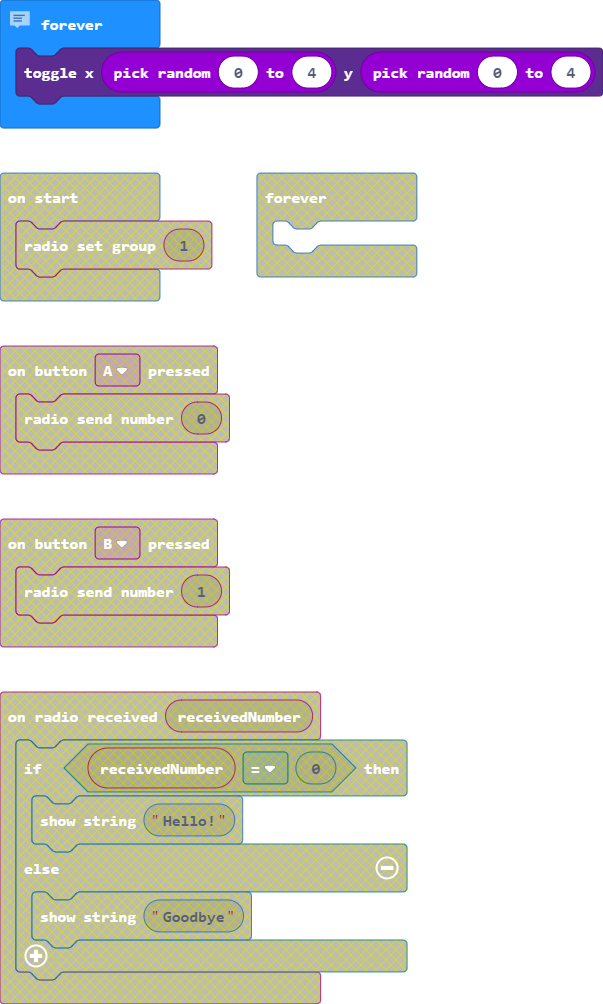 forever
toggle x pick random 0 to 4 y pick random 0 to 4
on start
radio set group 1
forever
on button A pressed
radio send number 0
on button B pressed
radio send number 1
on radio received receivedNumber
if receivedNumber = 0 then
show string "Hello!"
else
show string "Goodbye"